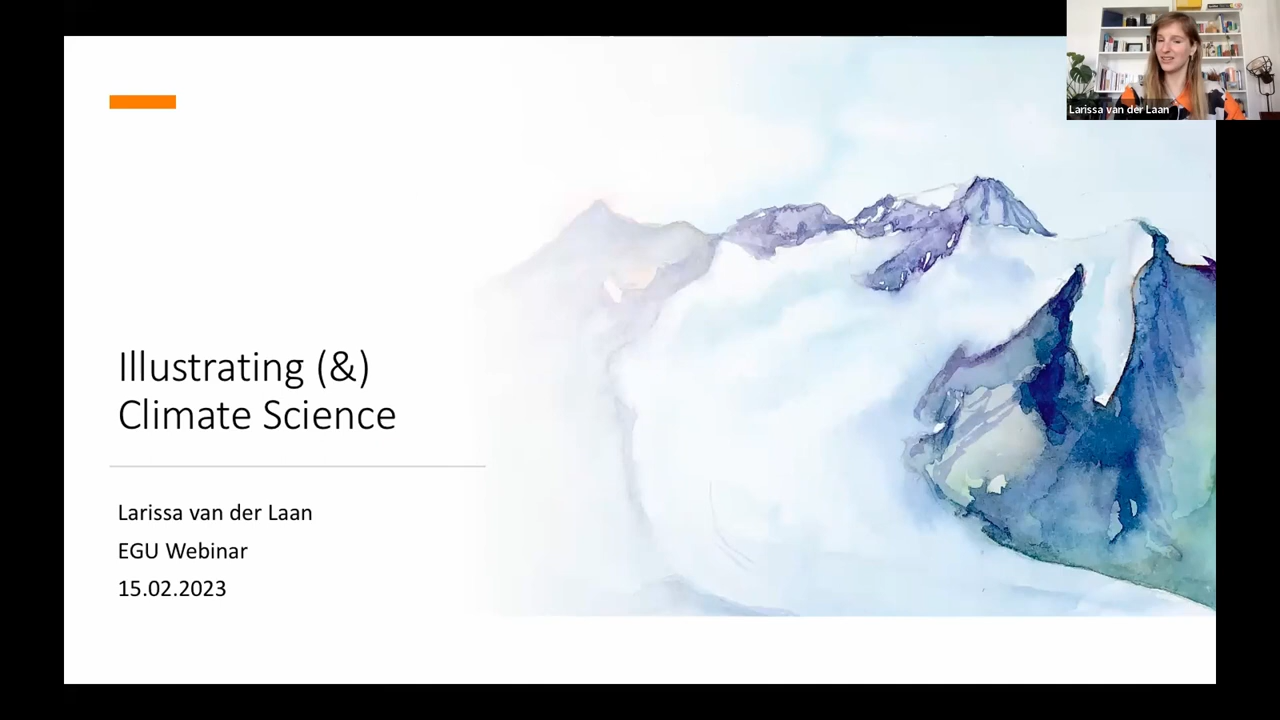 Larissa van der Laan
Illustrating (&)
Climate Science
Larissa van der Laan
EGU Webinar
15.02.2023